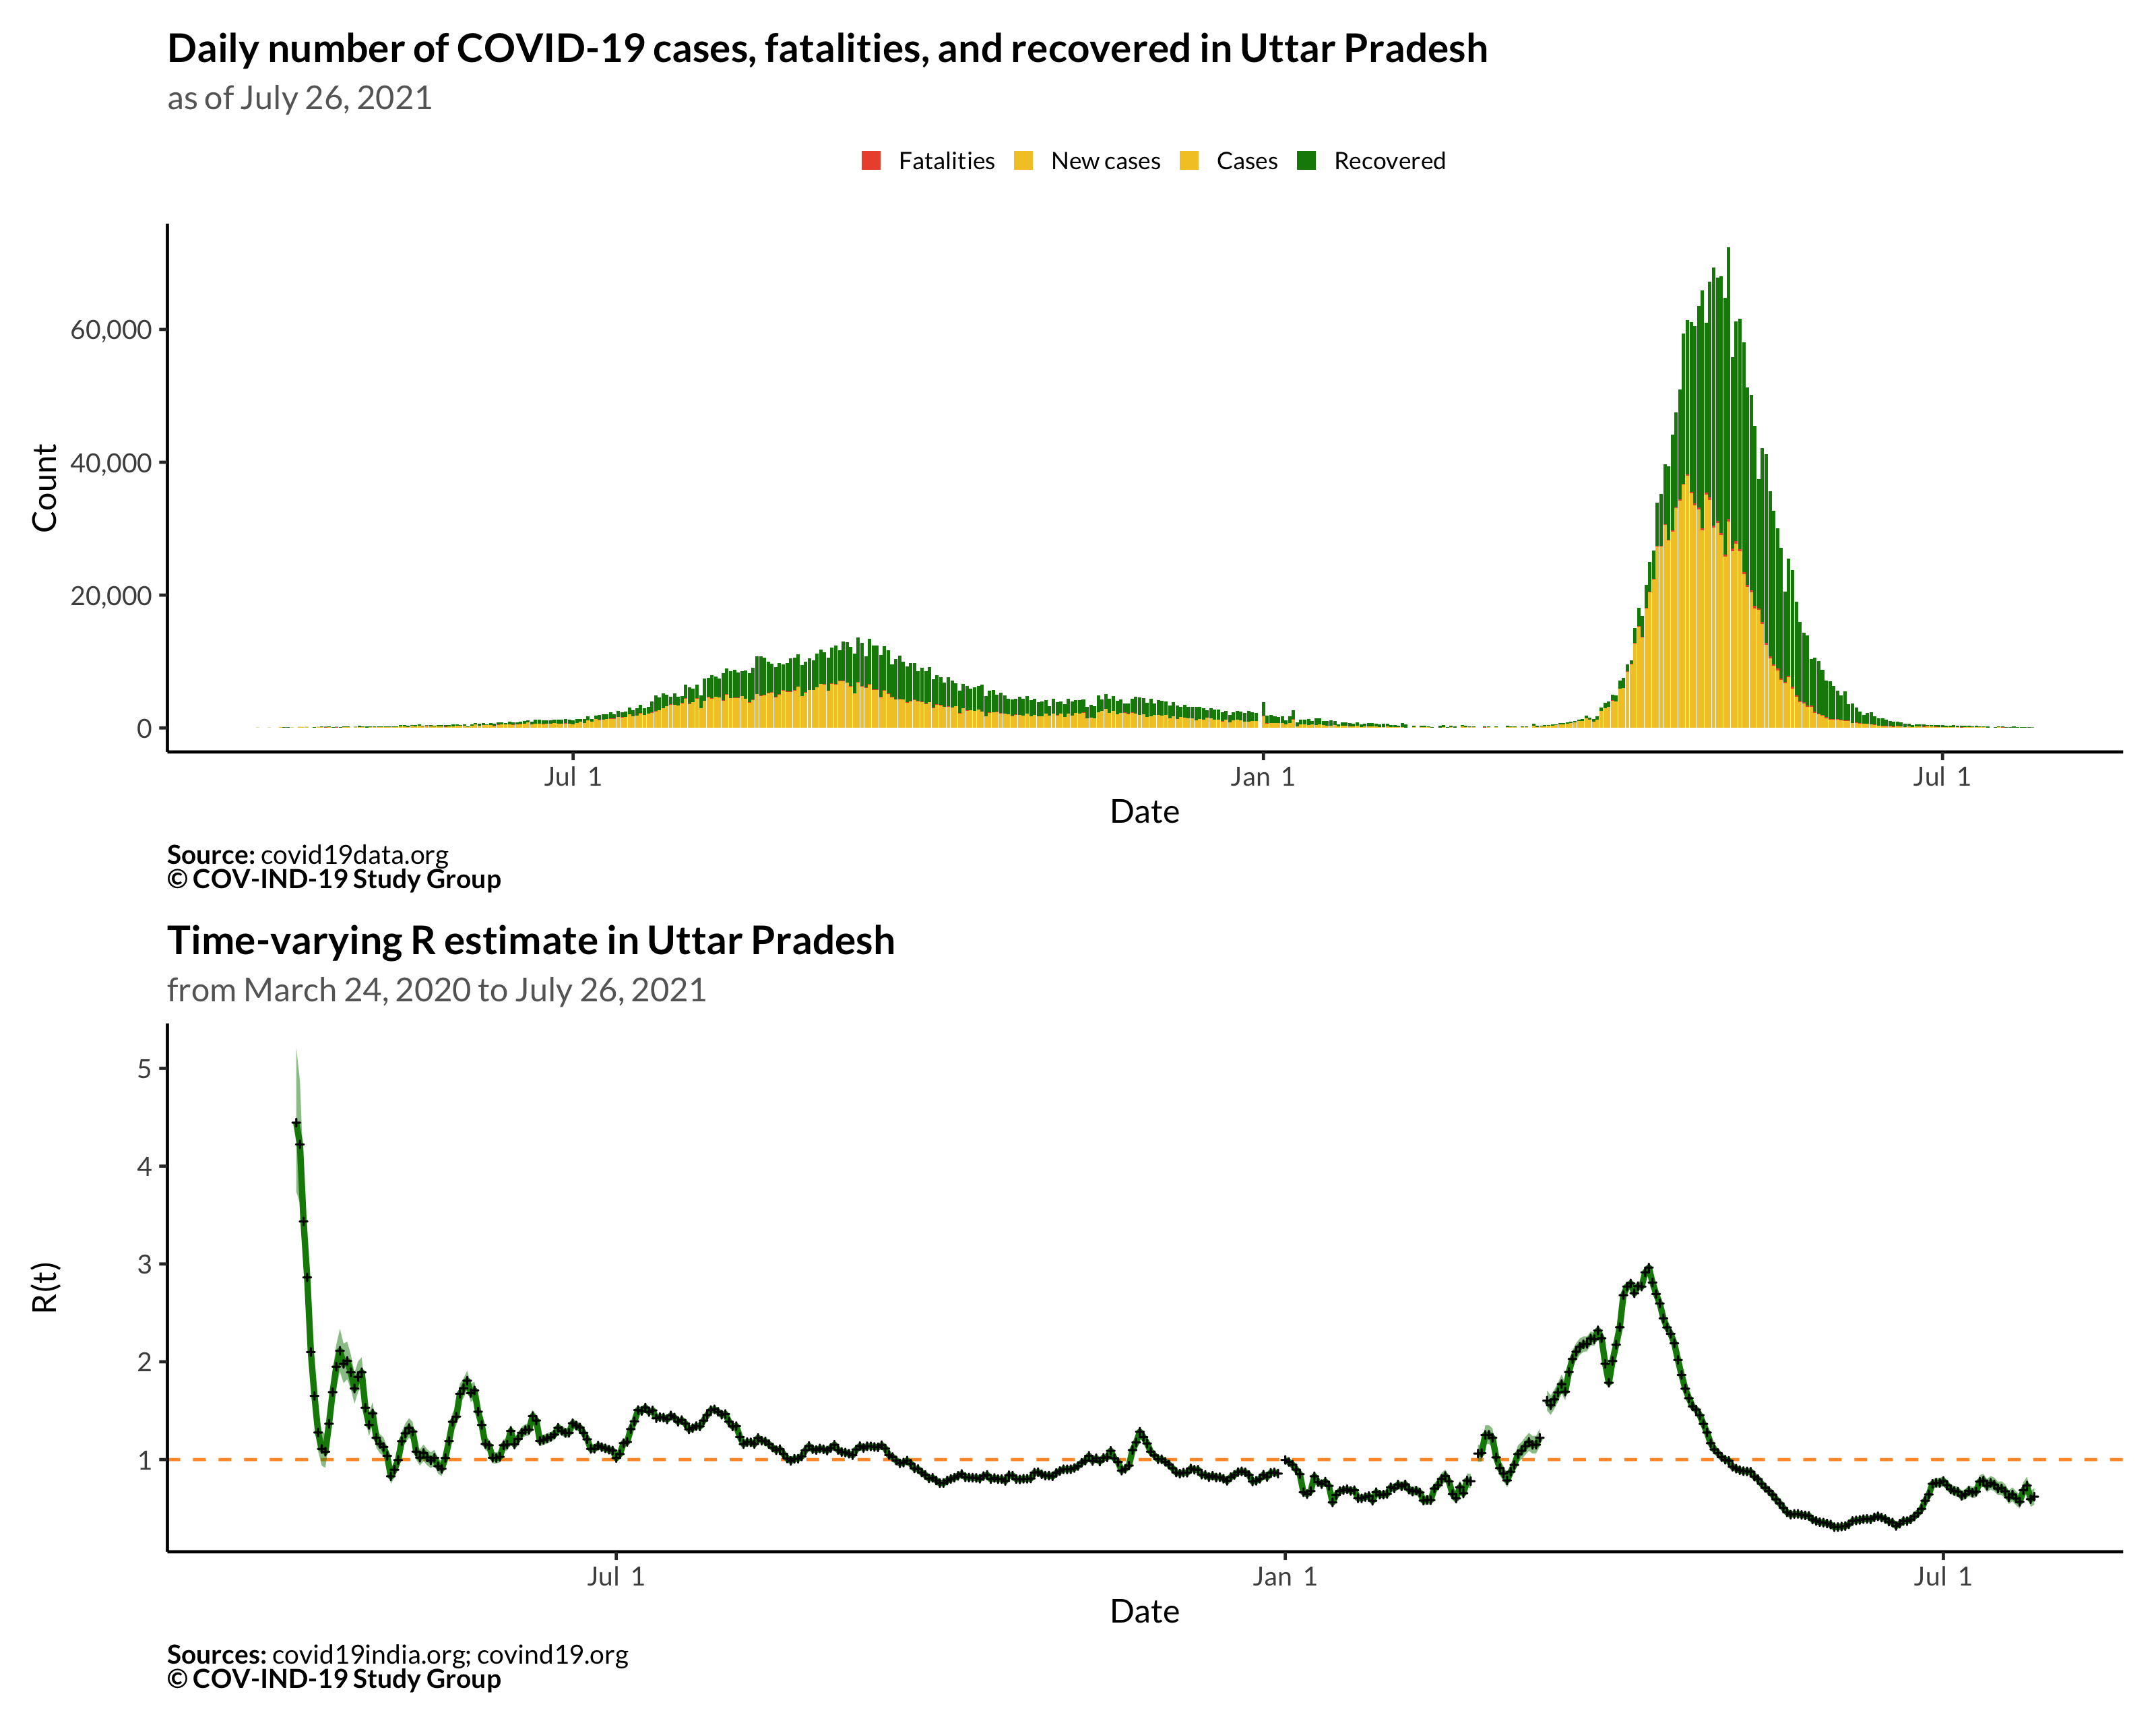 Daily number of COVID-19 cases, fatalities, and recovered in Uttar Pradesh
as of July 26, 2021
Fatalities New cases Cases Recovered
Count
60,000
40,000
20,000
0
Jul 1 Jan 1 Jul 1
Date
Source: covid19data.org
© COV-IND-19 Study Group
Time-varying R estimate in Uttar Pradesh
from March 24, 2020 to July 26, 2021
R(t)
5
4
3
2
1
Jul 1 Jan 1 Jul 1
Date
Sources: covid19india.org; covind19.org
© COV-IND-19 Study Group